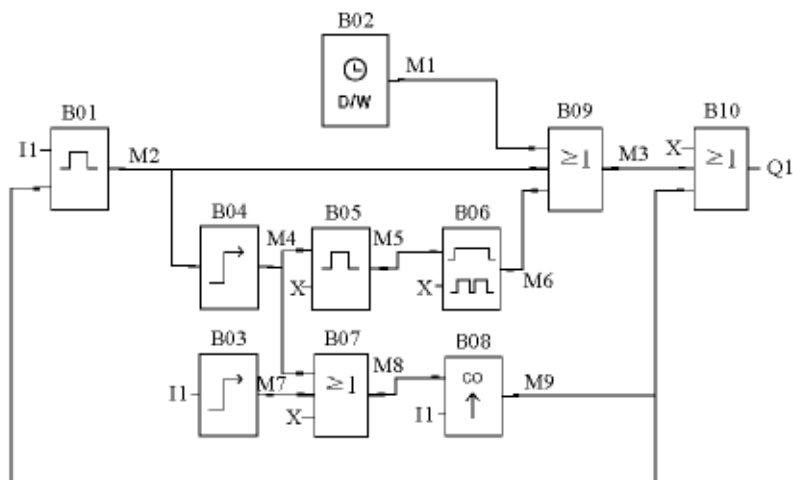 B02
M1
D/W
B01
B09
B10
I1
M2
≥1
M3
X
≥1
Q1
B04
M4
B05
M5
B06
X
X
M6
B03
B07
B08
M8
I1
M7
≥1
CO
M9
X
I1